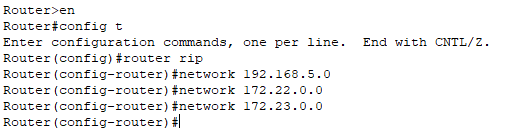 Router>en
Router#config t
Enter configuration commands, one per line.  End with CNTL/Z.
Router(config)#router rip
Router(config-router)#network 192.168.5.0
Router(config-router)#network 172.22.0.0
Router(config-router)#network 172.23.0.0
Router(config-router)#